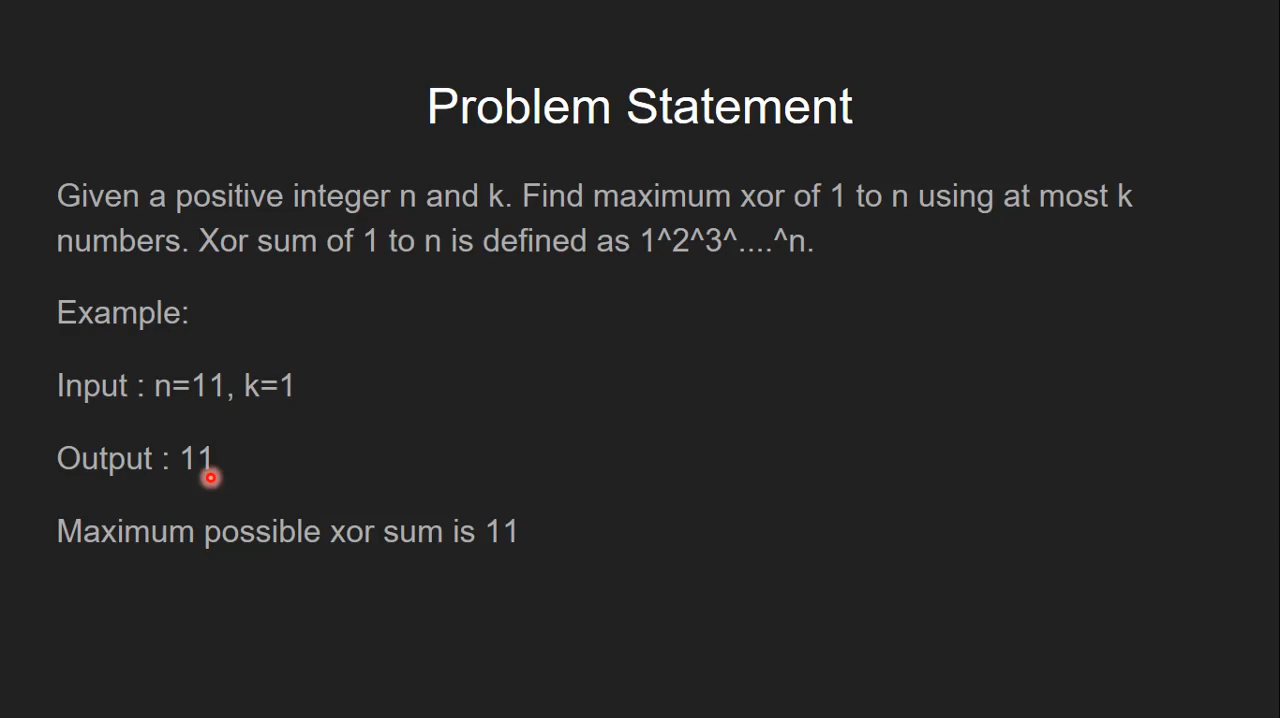 Problem Statement
Given a positive integer n and k. Find maximum xor of 1 to n using at most k
numbers. Xor sum of 1 to n is defined as 1^2^3^....^n.
Example:
Input : n=11, k=1
Output : 11
Maximum possible xor sum is 11